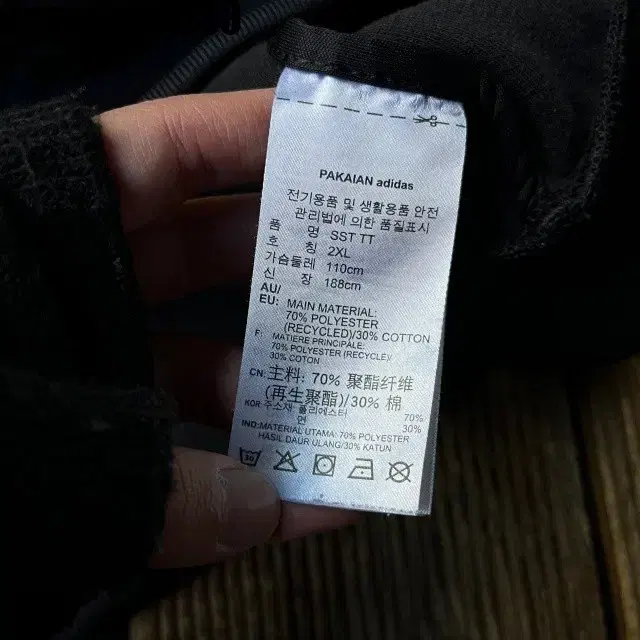 PAKAIAN adidas
전기용품 및 생활용품 안전
관리법에 의한 품질표시
품 명 SST TT
호 칭 2XL
가슴둘레 110cm
신 장 188cm
AU/
EU: MAIN MATERIAL:
70% POLYESTER
(RECYCLED)/30% COTTON
F: MATIERE PRINCIPALE:
70% POLYESTER (RECYCLE)/
30% COTON
CN: 主料: 70% 聚酯纤维
(再生聚酯)/30% 棉
KOR: 주소재: 폴리에스터 70%
면 30%
IND: MATERIAL UTAMA: 70% POLYESTER
HASIL DAUR ULANG/30% KATUN
30